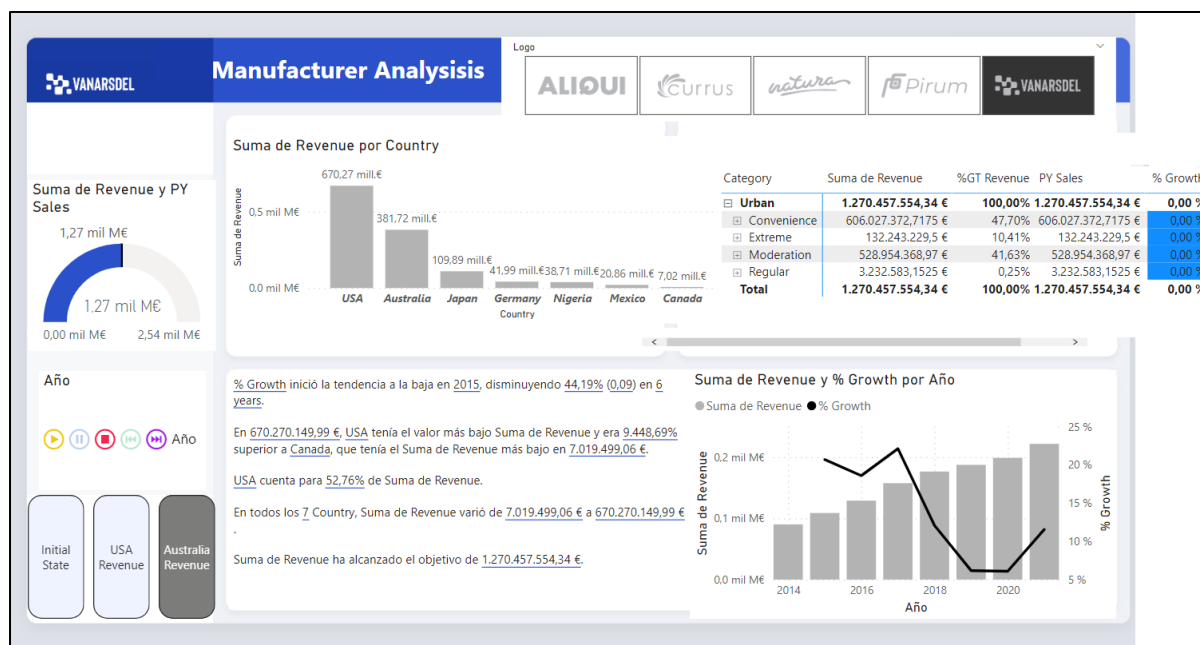 VANARSDEL
Manufacturer Analysisis
Logo
ALIQUI
Currus
natura
Pirum
VANARSDEL
Suma de Revenue y PY
Sales
1,27 mil M€
1,27 mil M€
0,00 mil M€ 2,54 mil M€
Año
Año
Initial
State
USA
Revenue
Australia
Revenue
Suma de Revenue por Country
Suma de Revenue
0,5 mil M€
0,0 mil M€
670,27 mill.€
381,72 mill.€
109,89 mill.€
41,99 mill.€
38,71 mill.€
20,86 mill.€
7,02 mill.€
USA Australia Japan Germany Nigeria Mexico Canada
Country
Category Suma de Revenue %GT Revenue PY Sales % Growth
Urban 1.270.457.554,34 € 100,00% 1.270.457.554,34 € 0,00 %
Convenience 606.027.372,7175 € 47,70% 606.027.372,7175 € 0,00 %
Extreme 132.243.229,5 € 10,41% 132.243.229,5 € 0,00 %
Moderation 528.954.368,97 € 41,63% 528.954.368,97 € 0,00 %
Regular 3.232.583,1525 € 0,25% 3.232.583,1525 € 0,00 %
Total 1.270.457.554,34 € 100,00% 1.270.457.554,34 € 0,00 %
% Growth inició la tendencia a la baja en 2015, disminuyendo 44,19% (0,09) en 6
years.
En 670.270.149,99 €, USA tenía el valor más bajo Suma de Revenue y era 9.448,69%
superior a Canada, que tenía el Suma de Revenue más bajo en 7.019.499,06 €.
USA cuenta para 52,76% de Suma de Revenue.
En todos los 7 Country, Suma de Revenue varió de 7.019.499,06 € a 670.270.149,99 €
.
Suma de Revenue ha alcanzado el objetivo de 1.270.457.554,34 €.
Suma de Revenue y % Growth por Año
Suma de Revenue % Growth
Suma de Revenue
0,2 mil M€
0,1 mil M€
0,0 mil M€
25 %
20 %
15 %
10 %
5 %
% Growth
2014 2016 2018 2020
Año